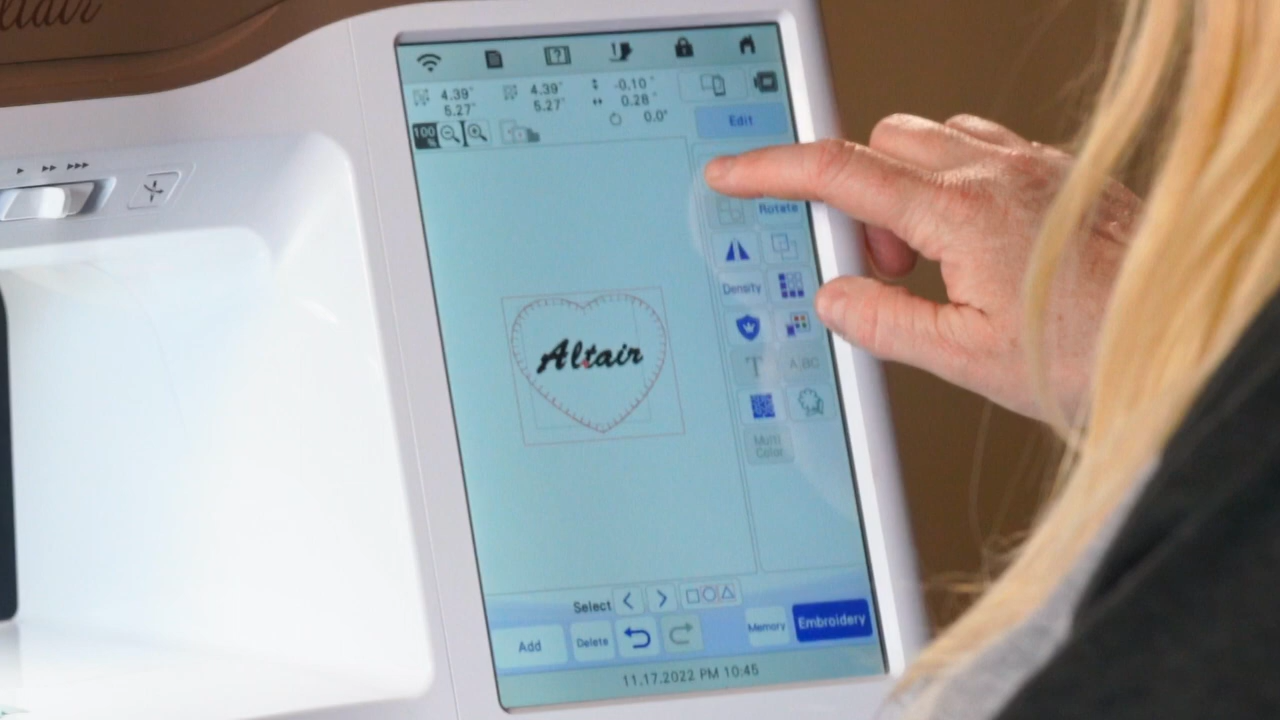 4.39"
5.27"
4.39"
5.27"
-0.10"
0.28"
0.0°
100
%
Edit
Rotate
Density
Altair
A,BC
Multi
Color
Select
Add
Delete
Memory
Embroidery
11.17.2022 PM 10:45